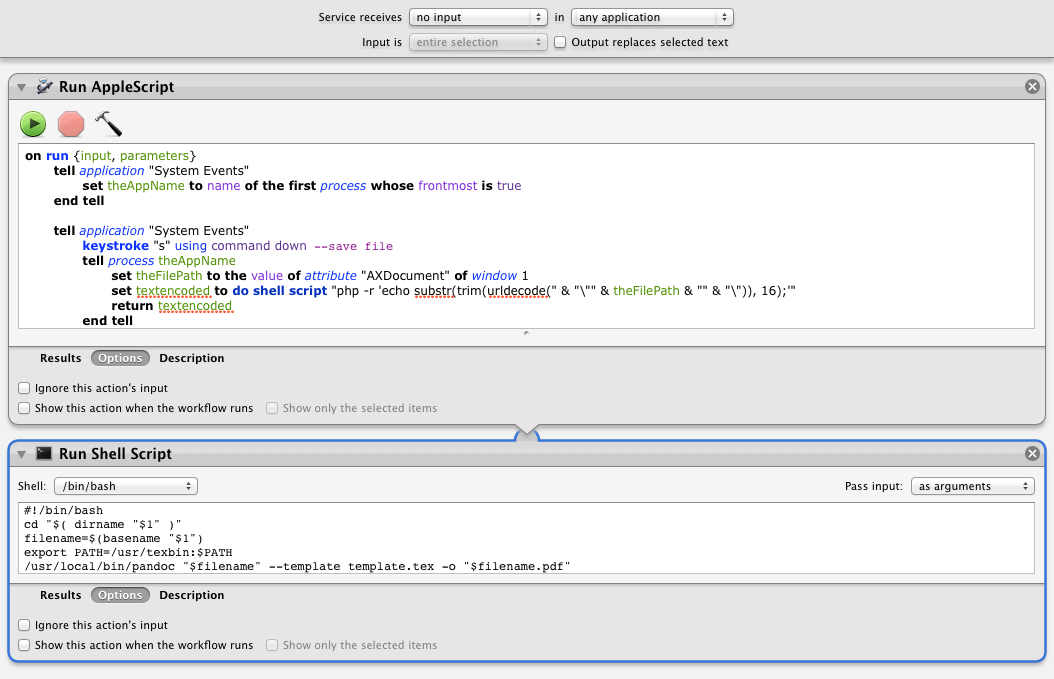 Service receives no input in any application
Input is entire selection Output replaces selected text
Run AppleScript
on run {input, parameters}
tell application "System Events"
set theAppName to name of the first process whose frontmost is true
end tell
tell application "System Events"
keystroke "s" using command down --save file
tell process theAppName
set theFilePath to the value of attribute "AXDocument" of window 1
set textencoded to do shell script "php -r 'echo substr(trim(urldecode(" & "\"" & theFilePath & "" & "\")), 16);'"
return textencoded
end tell
Results Options Description
Ignore this action's input
Show this action when the workflow runs Show only the selected items
Run Shell Script
Shell: /bin/bash Pass input: as arguments
#!/bin/bash
cd "$( dirname "$1" )"
filename=$(basename "$1")
export PATH=/usr/texbin:$PATH
/usr/local/bin/pandoc "$filename" --template template.tex -o "$filename.pdf"
Results Options Description
Ignore this action's input
Show this action when the workflow runs Show only the selected items